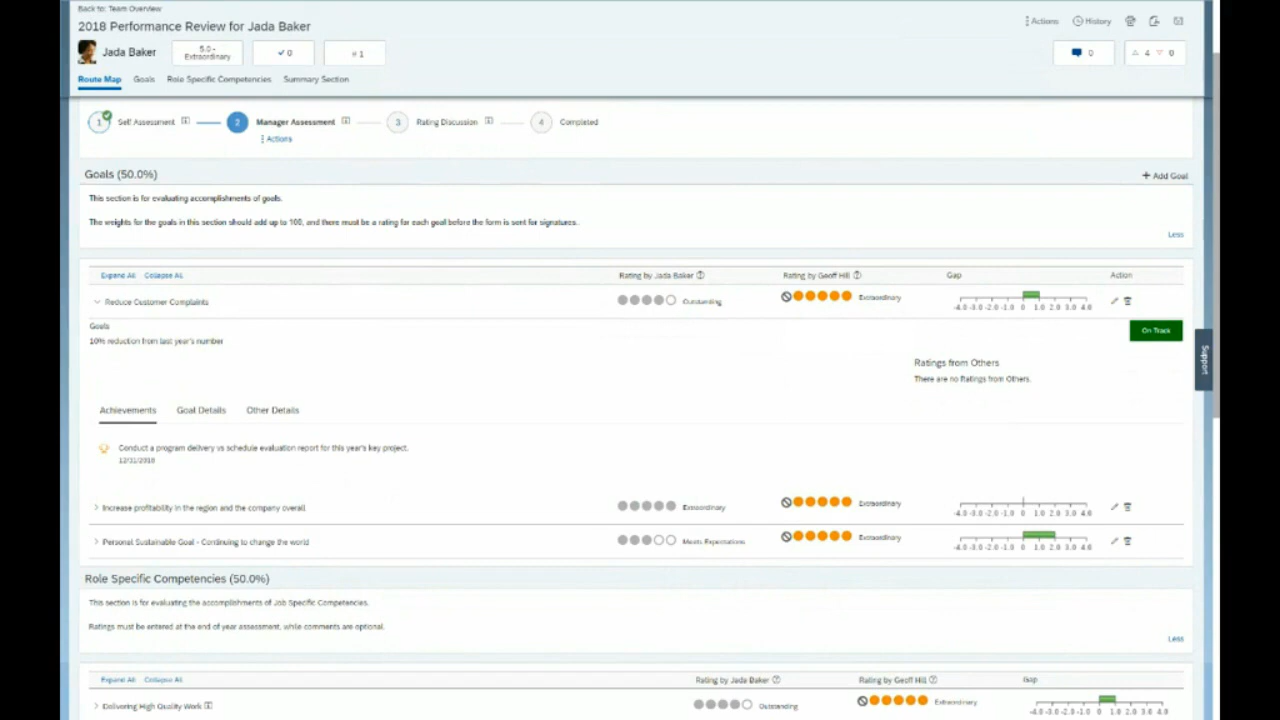 Back to: Team Overview
2018 Performance Review for Jada Baker
Actions
History
Jada Baker
5.0 -
Extraordinary
0
# 1
0
4 0
Route Map Goals Role Specific Competencies Summary Section
1 Self Assessment 2 Manager Assessment 3 Rating Discussion 4 Completed
Actions
Goals (50.0%)
+ Add Goal
This section is for evaluating accomplishments of goals.
The weights for the goals in this section should add up to 100, and there must be a rating for each goal before the form is sent for signatures.
Less
Expand All Collapse All Rating by Jada Baker Rating by Geoff Hill Gap Action
Reduce Customer Complaints Outstanding Extraordinary
-4.0 -3.0 -2.0 -1.0 0 1.0 2.0 3.0 4.0
Goals
10% reduction from last year's number
On Track
Support
Ratings from Others
There are no Ratings from Others.
Achievements Goal Details Other Details
Conduct a program delivery vs schedule evaluation report for this year's key project.
12/31/2018
Increase profitability in the region and the company overall Extraordinary Extraordinary
-4.0 -3.0 -2.0 -1.0 0 1.0 2.0 3.0 4.0
Personal Sustainable Goal - Continuing to change the world Meets Expectations Extraordinary
-4.0 -3.0 -2.0 -1.0 0 1.0 2.0 3.0 4.0
Role Specific Competencies (50.0%)
This section is for evaluating the accomplishments of Job Specific Competencies.
Ratings must be entered at the end of year assessment, while comments are optional.
Less
Expand All Collapse All Rating by Jada Baker Rating by Geoff Hill Gap
Delivering High Quality Work Outstanding Extraordinary
-4.0 -3.0 -2.0 -1.0 0 1.0 2.0 3.0 4.0